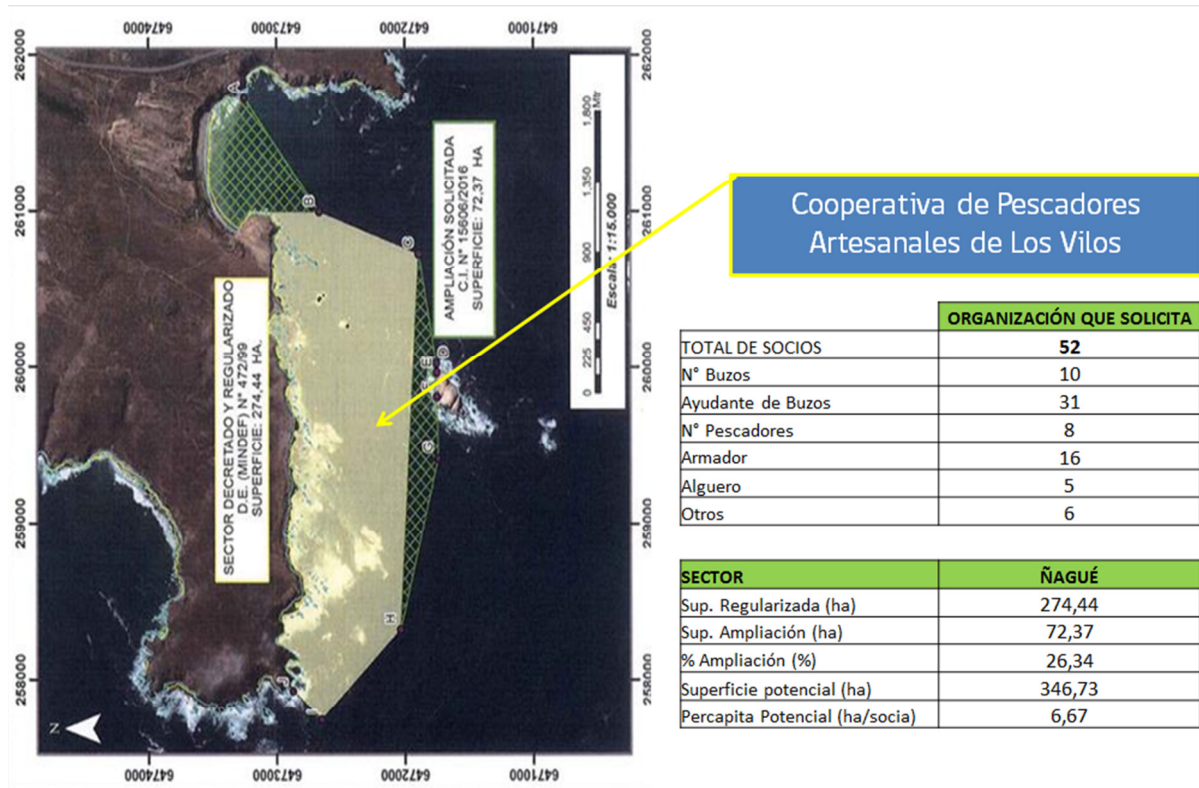 6474000
6473000
6472000
6471000
262000
261000
260000
259000
258000
262000
261000
260000
259000
258000
6474000
6473000
6472000
6471000
N
A
B
C
D
E
F
G
H
I
J
SECTOR DECRETADO Y REGULARIZADO
D.E. (MINDEF) N° 472/99
SUPERFICIE: 274,44 HA.
AMPLIACIÓN SOLICITADA
C.I. N° 15606/2016
SUPERFICIE: 72,37 HA
0 225 450 900 1,350 1,800
Mtr
Escala: 1:15.000
Cooperativa de Pescadores
Artesanales de Los Vilos
ORGANIZACIÓN QUE SOLICITA
TOTAL DE SOCIOS 52
N° Buzos 10
Ayudante de Buzos 31
N° Pescadores 8
Armador 16
Alguero 5
Otros 6
SECTOR ÑAGUÉ
Sup. Regularizada (ha) 274,44
Sup. Ampliación (ha) 72,37
% Ampliación (%) 26,34
Superficie potencial (ha) 346,73
Percapita Potencial (ha/socia) 6,67